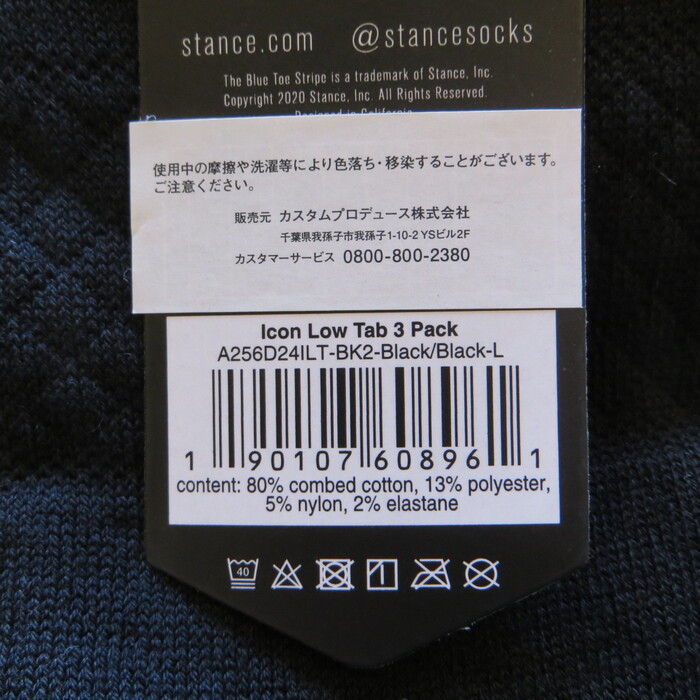 stance.com @stancesocks
The Blue Toe Stripe is a trademark of Stance, Inc.
Copyright 2020 Stance, Inc. All Rights Reserved.
Designed in California
使用中の摩擦や洗濯等により色落ち・移染することがございます。
ご注意ください。
販売元 カスタムプロデュース株式会社
千葉県我孫子市我孫子1-10-2 YSビル2F
カスタマーサービス 0800-800-2380
Icon Low Tab 3 Pack
A256D24ILT-BK2-Black/Black-L
1 90107 60896 1
content: 80% combed cotton, 13% polyester,
5% nylon, 2% elastane
40